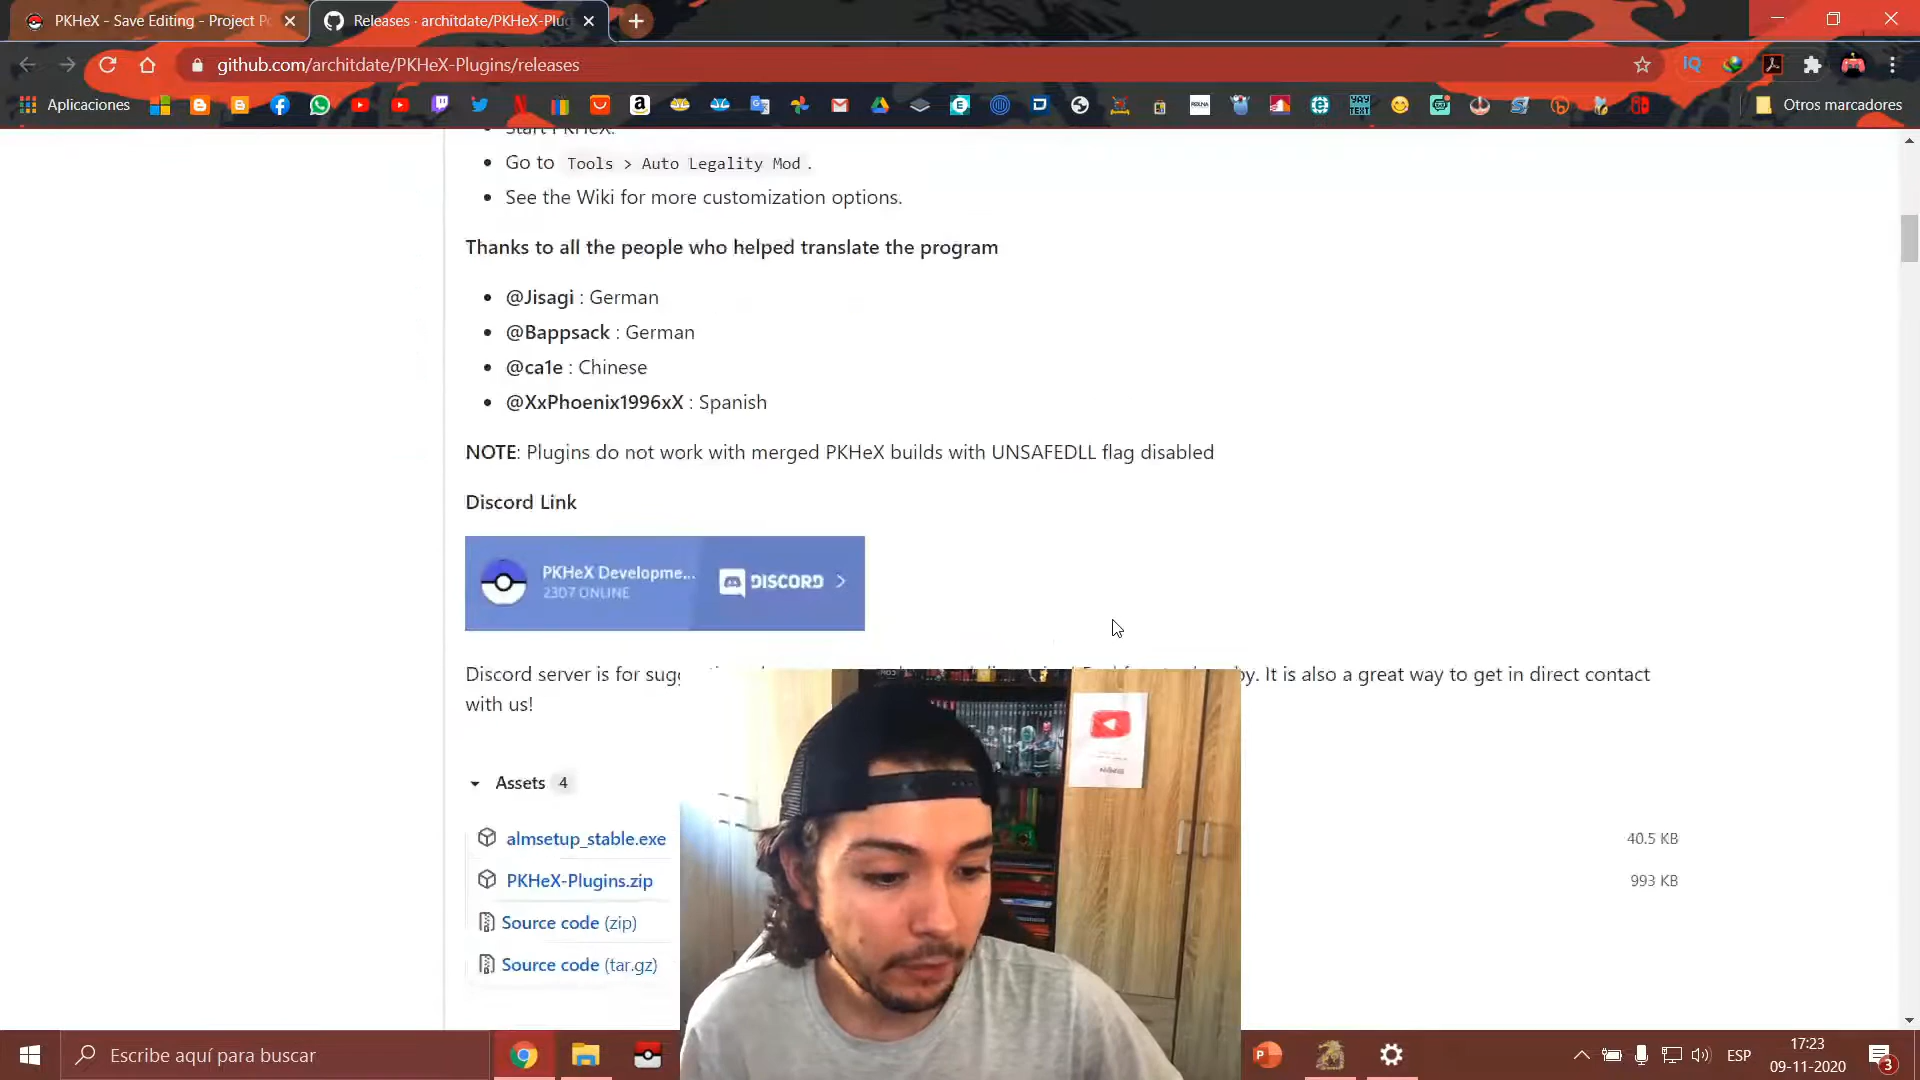 PKHeX - Save Editing - Project P
Releases · architdate/PKHeX-Plug
github.com/architdate/PKHeX-Plugins/releases
Aplicaciones
Otros marcadores
Start PKHeX.
Go to Tools > Auto Legality Mod .
See the Wiki for more customization options.
Thanks to all the people who helped translate the program
@Jisagi : German
@Bappsack : German
@ca1e : Chinese
@XxPhoenix1996xX : Spanish
NOTE: Plugins do not work with merged PKHeX builds with UNSAFEDLL flag disabled
Discord Link
PKHeX Developme...
2307 ONLINE
DISCORD
Discord server is for
It is also a great way to get in direct contact
with us!
Assets 4
almsetup_stable.exe
40.5 KB
PKHeX-Plugins.zip
993 KB
Source code (zip)
Source code (tar.gz)
Escribe aquí para buscar
ESP
17:23
09-11-2020
3